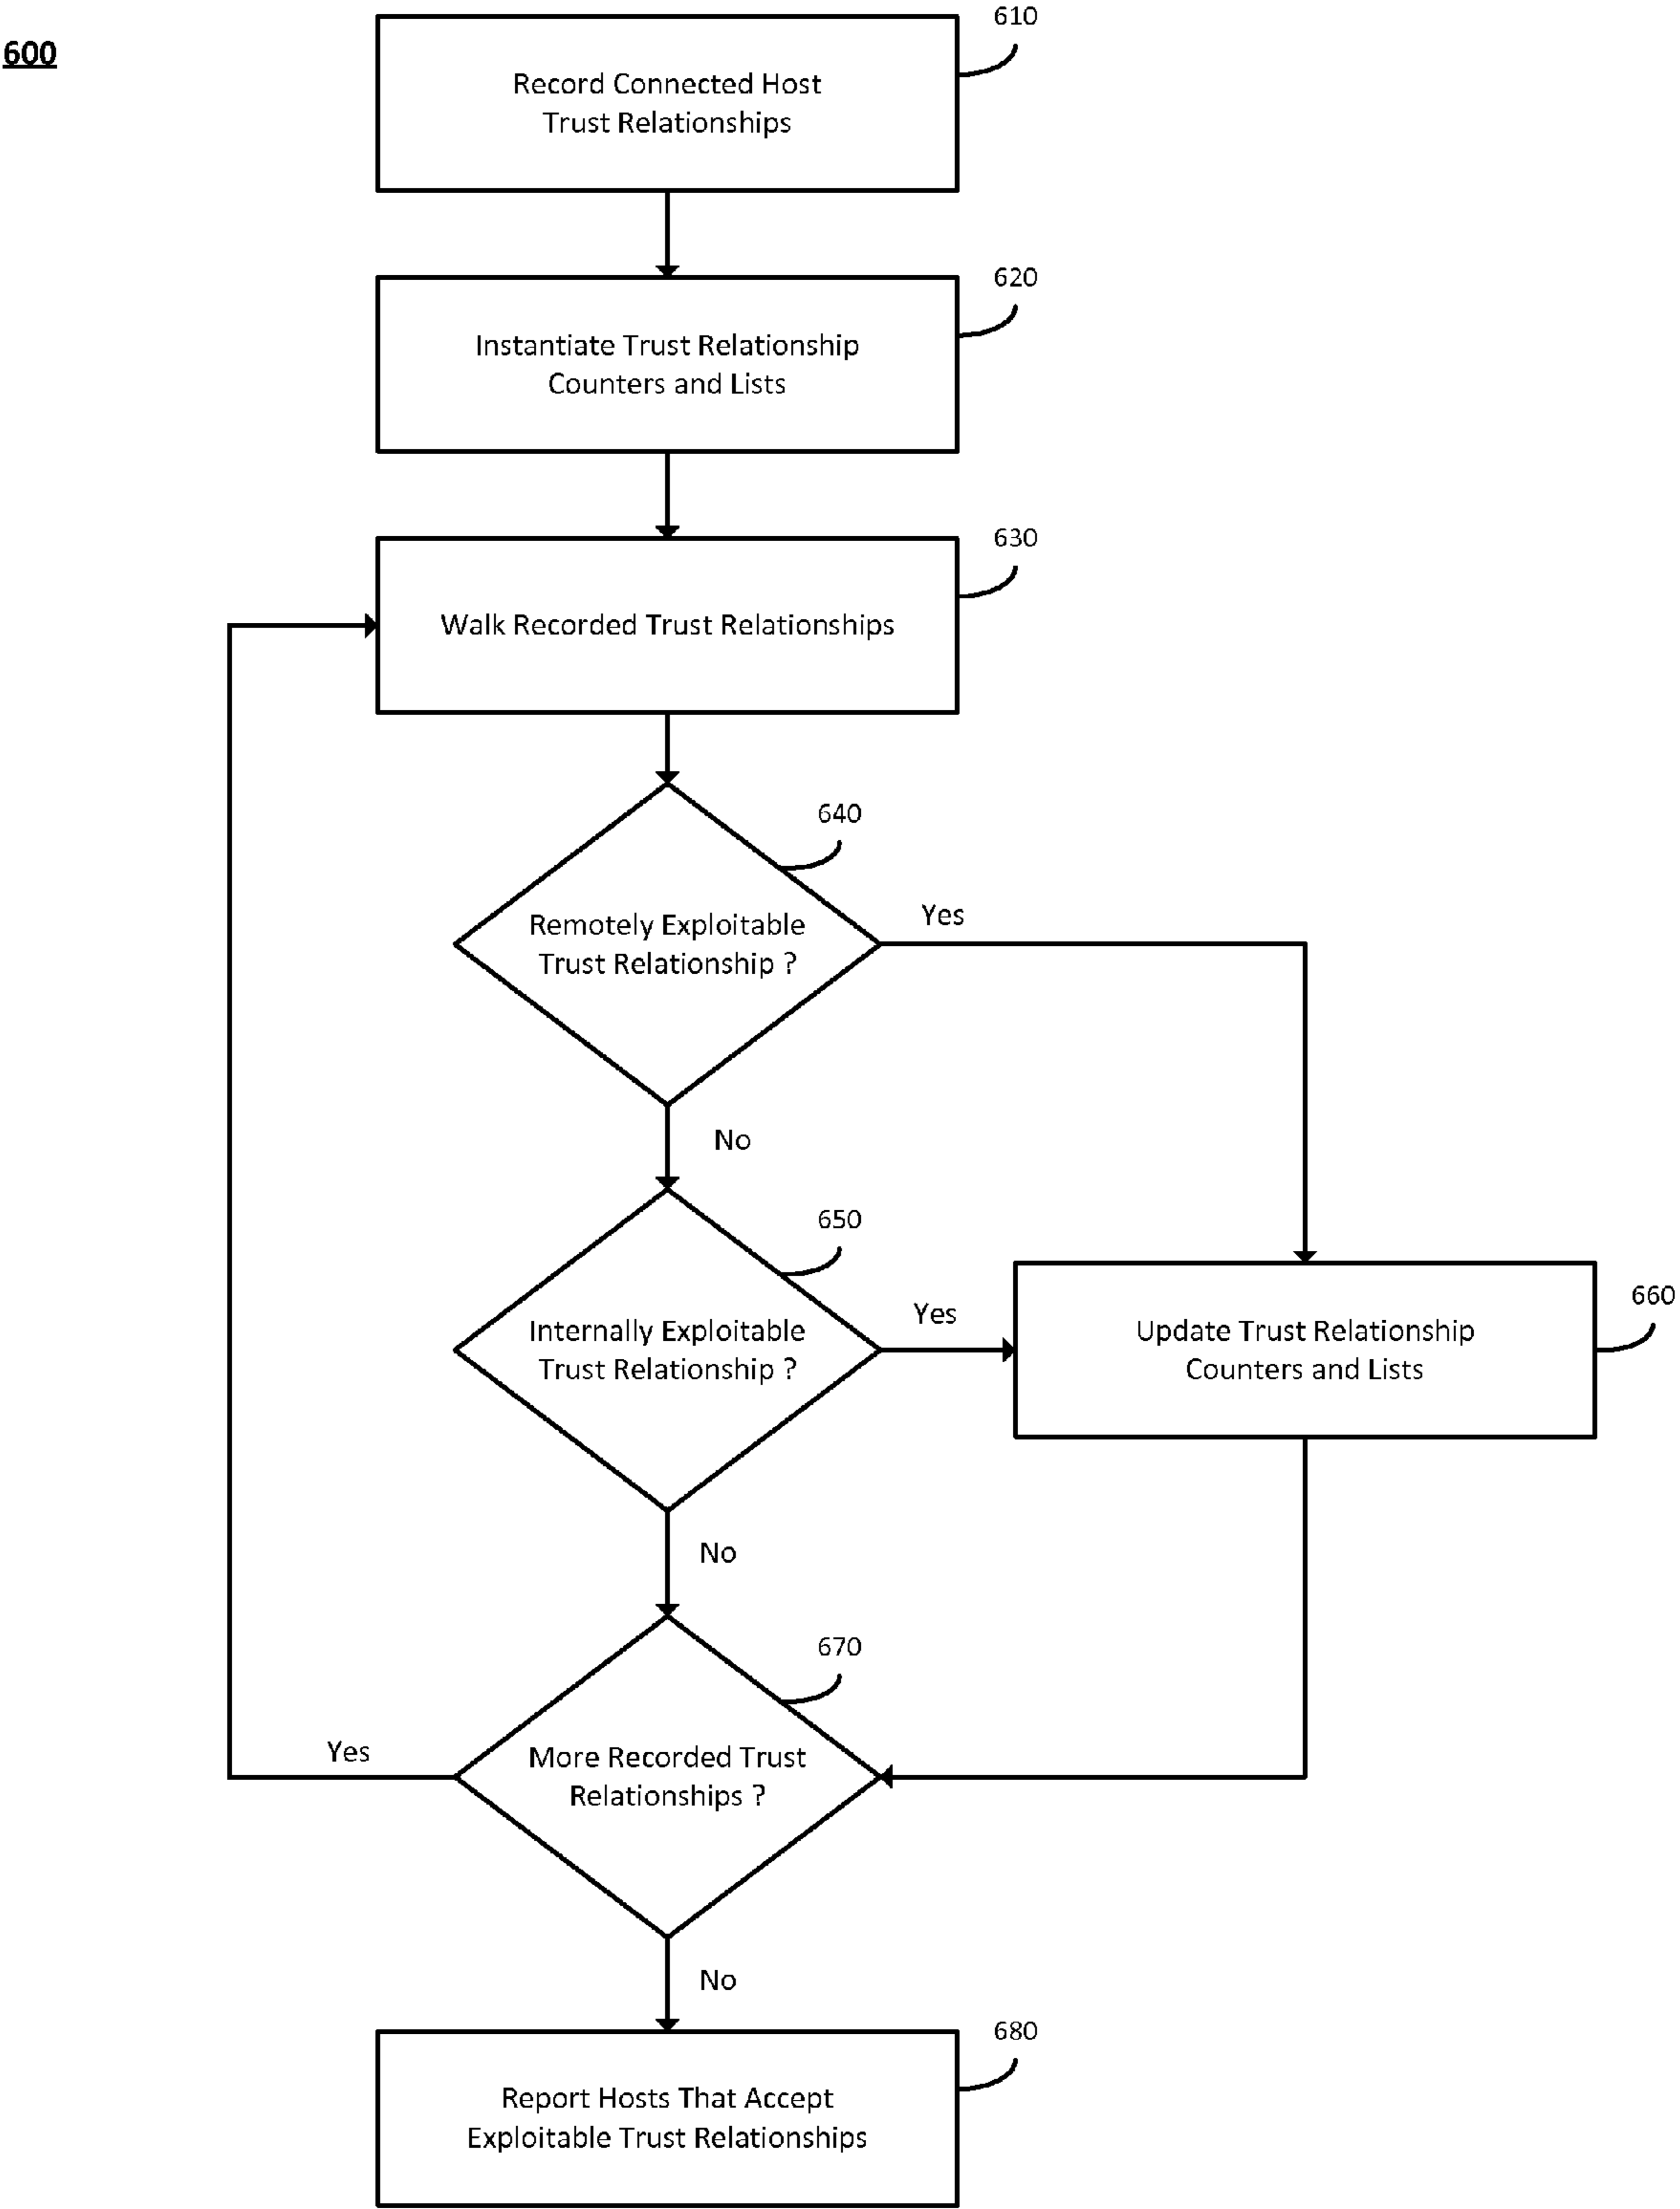 600
610
Record Connected Host
Trust Relationships
620
Instantiate Trust Relationship
Counters and Lists
630
Walk Recorded Trust Relationships
640
Remotely Exploitable
Trust Relationship ?
Yes
No
650
Internally Exploitable
Trust Relationship ?
Yes
660
Update Trust Relationship
Counters and Lists
No
670
More Recorded Trust
Relationships ?
Yes
No
680
Report Hosts That Accept
Exploitable Trust Relationships